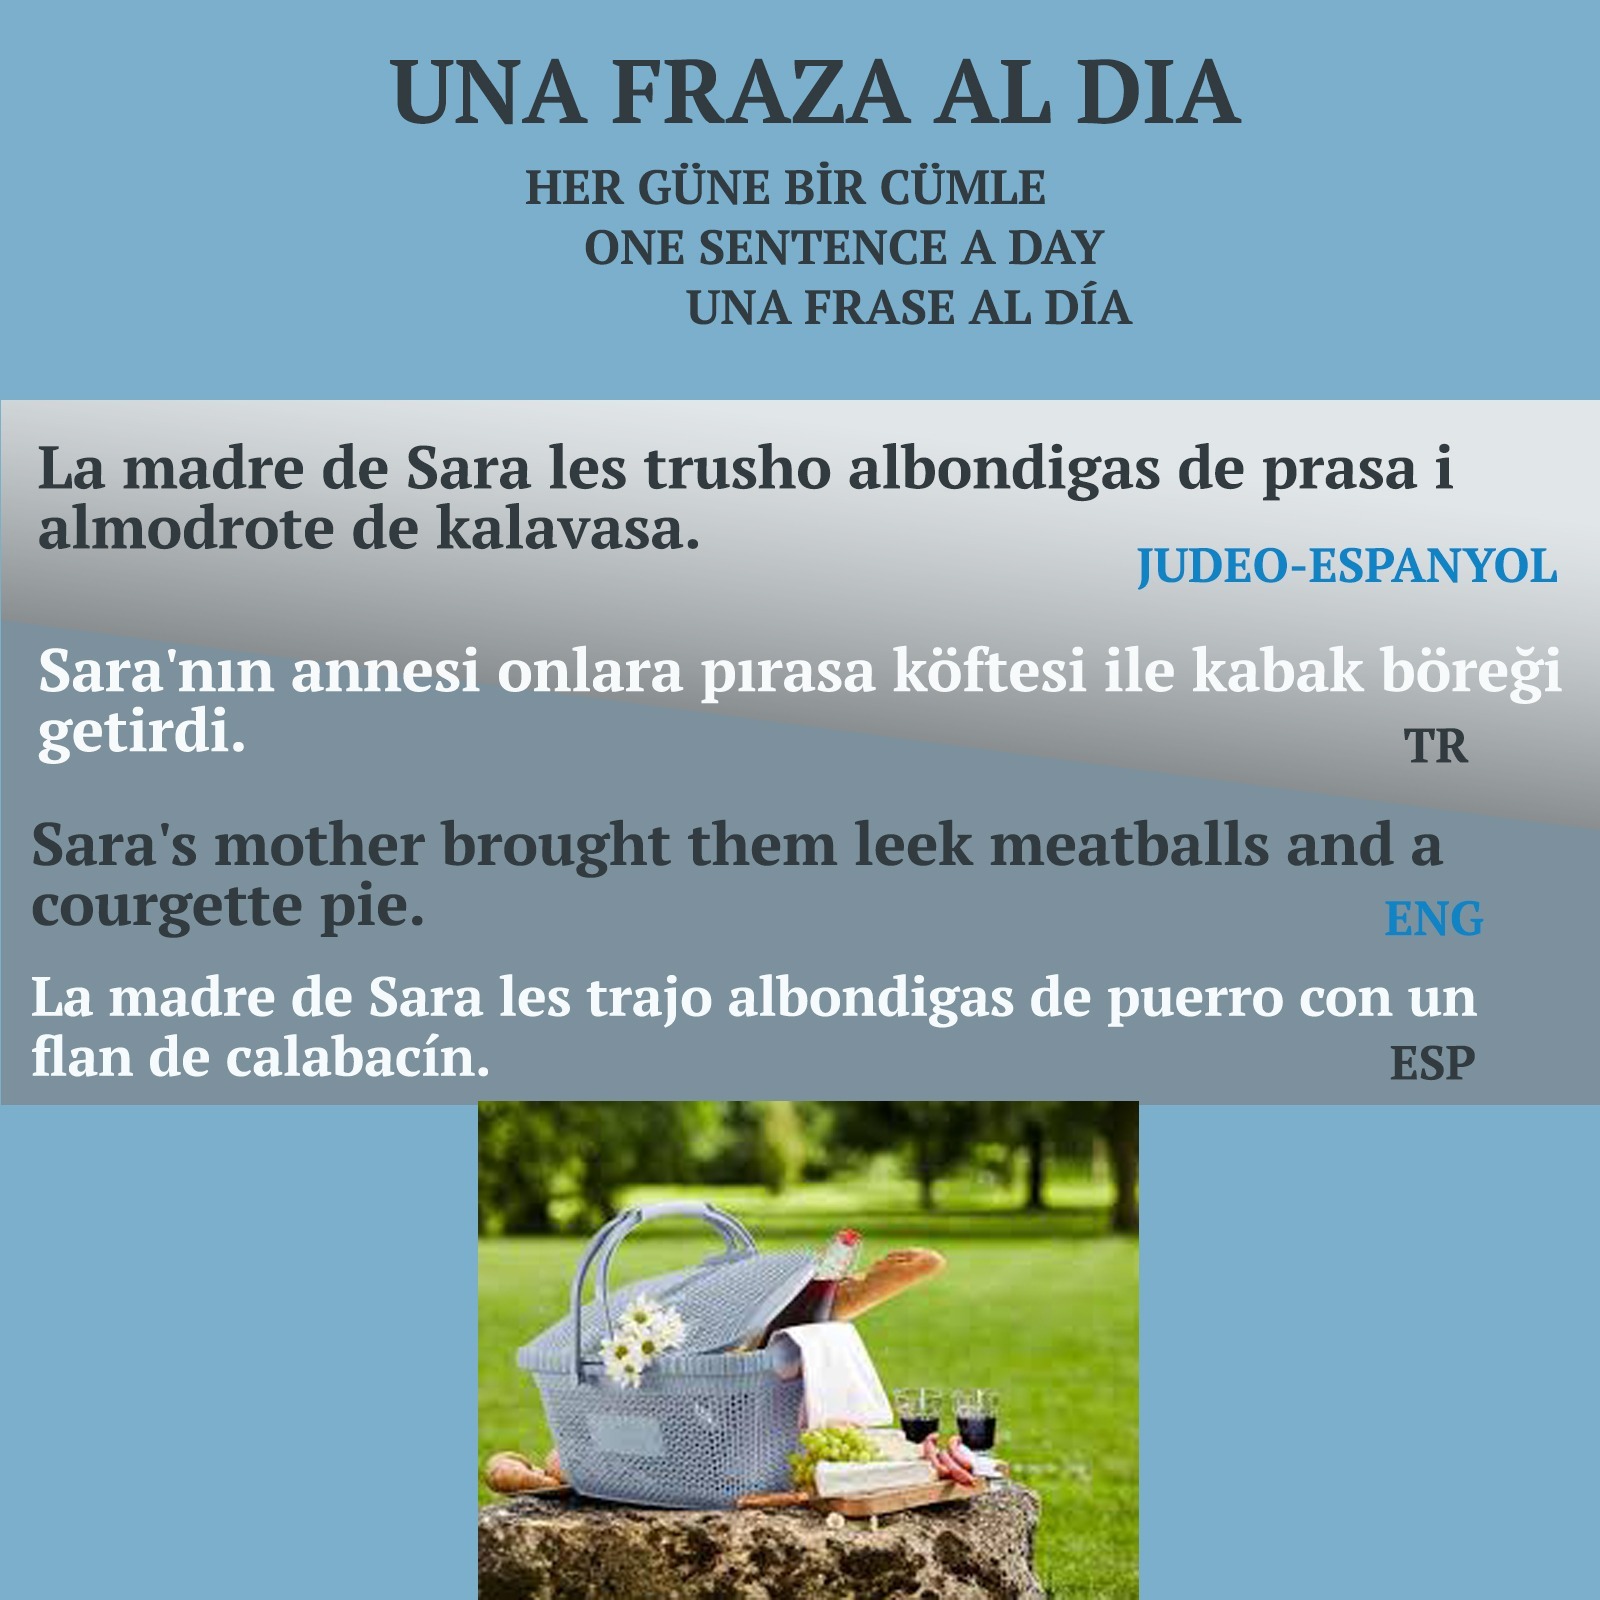 UNA FRAZA AL DIA
HER GÜNE BİR CÜMLE
ONE SENTENCE A DAY
UNA FRASE AL DÍA
La madre de Sara les trusho albondigas de prasa i
almodrote de kalavasa.
JUDEO-ESPANYOL
Sara'nın annesi onlara pırasa köftesi ile kabak böreği
getirdi.
TR
Sara's mother brought them leek meatballs and a
courgette pie.
ENG
La madre de Sara les trajo albondigas de puerro con un
flan de calabacín.
ESP